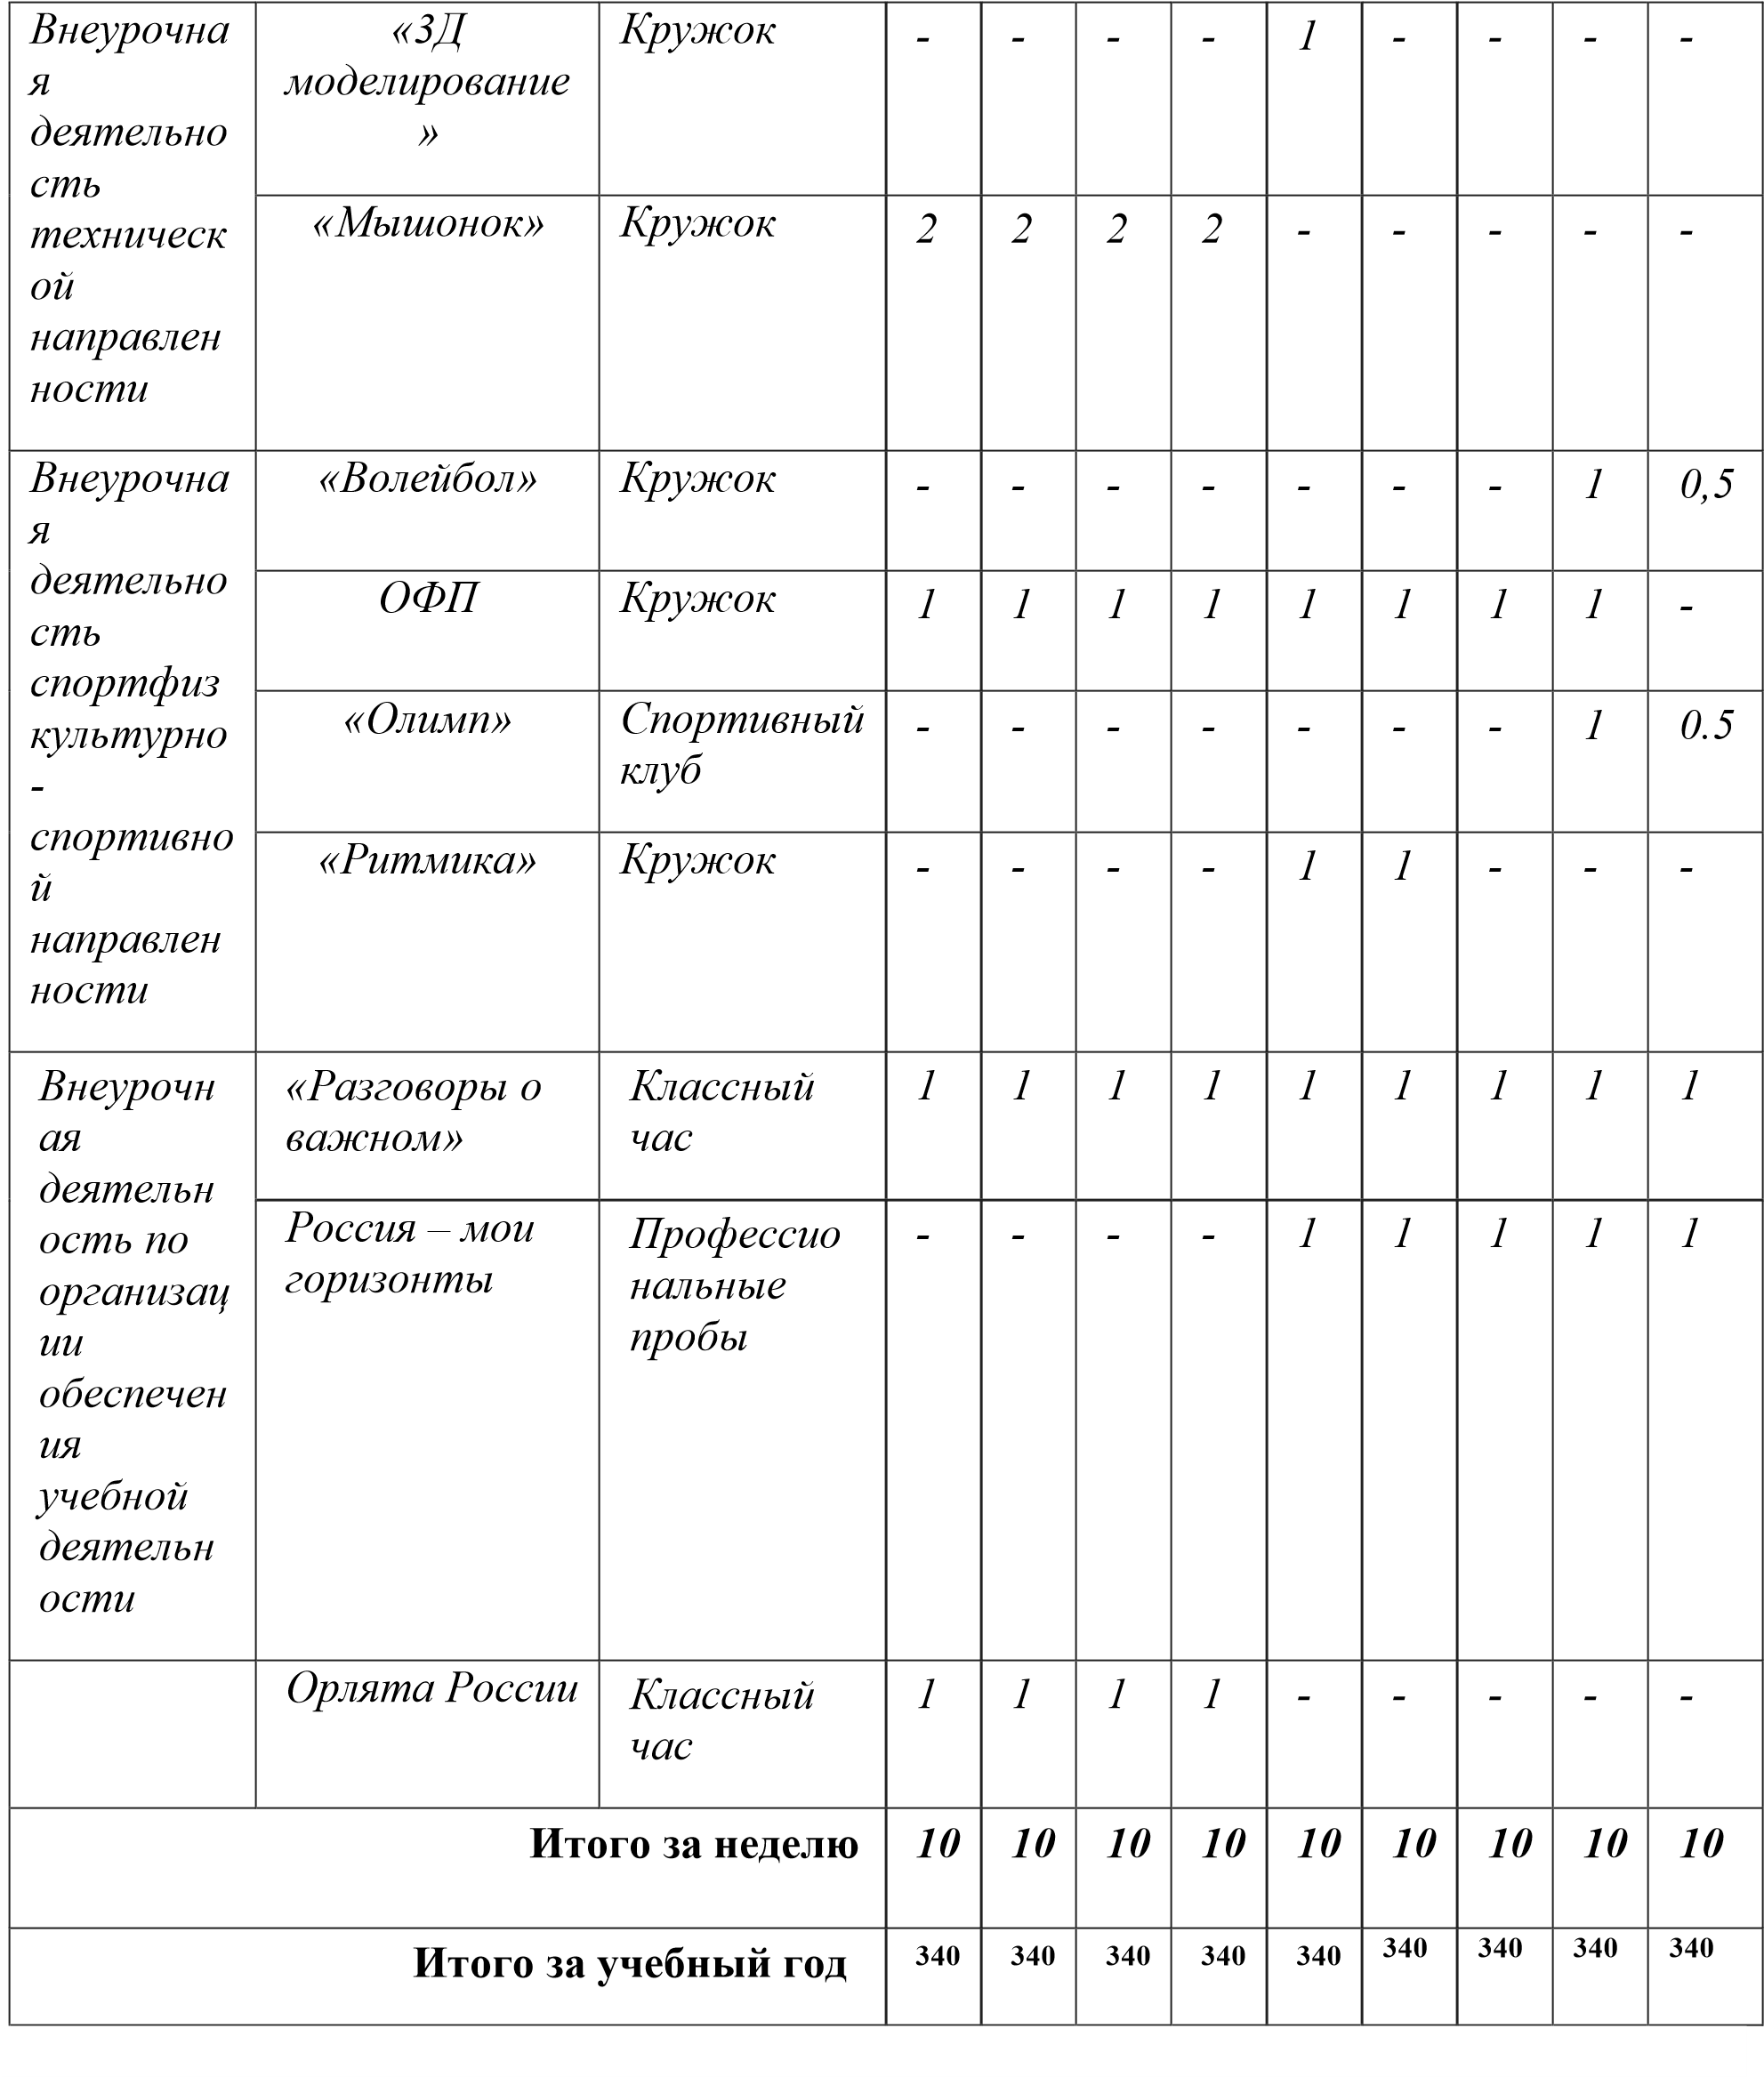 Внеурочна
я
деятельно
сть
техническ
ой
направлен
ности
«3Д
моделирование
»
Кружок
- - - - 1 - - - -
«Мышонок»
Кружок
2 2 2 2 - - - - -
Внеурочна
я
деятельно
сть
спортфиз
культурно
-
спортивно
й
направлен
ности
«Волейбол»
Кружок
- - - - - - - 1 0,5
ОФП
Кружок
1 1 1 1 1 1 1 1 -
«Олимп»
Спортивный
клуб
- - - - - - - 1 0.5
«Ритмика»
Кружок
- - - - 1 1 - - -
Внеурочн
ая
деятельн
ость по
организац
ии
обеспечен
ия
учебной
деятельн
ости
«Разговоры о
важном»
Классный
час
1 1 1 1 1 1 1 1 1
Россия – мои
горизонты
Профессио
нальные
пробы
- - - - 1 1 1 1 1
Орлята России
Классный
час
1 1 1 1 - - - - -
Итого за неделю
10 10 10 10 10 10 10 10 10
Итого за учебный год
340 340 340 340 340 340 340 340 340